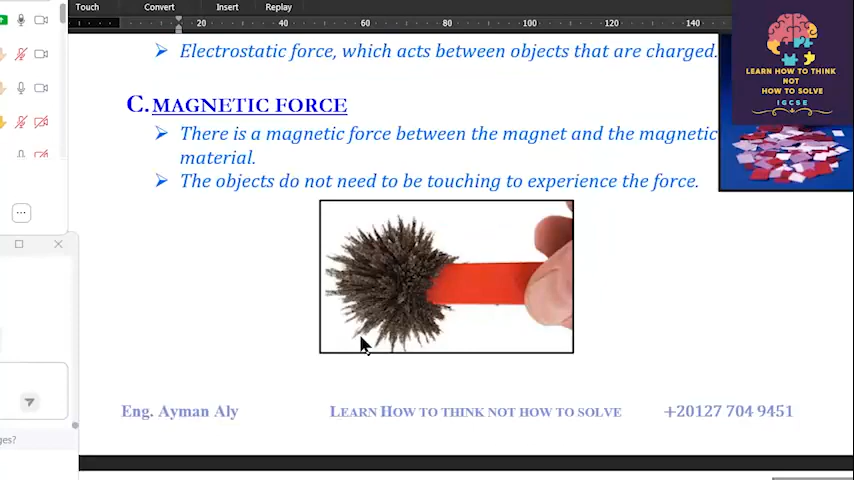 Touch Convert Insert Replay
20 40 60 80 100 120 140
Electrostatic force, which acts between objects that are charged.
C. MAGNETIC FORCE
There is a magnetic force between the magnet and the magnetic
material.
The objects do not need to be touching to experience the force.
LEARN HOW TO THINK
NOT
HOW TO SOLVE
IGCSE
ges?
Eng. Ayman Aly LEARN HOW TO THINK NOT HOW TO SOLVE +20127 704 9451